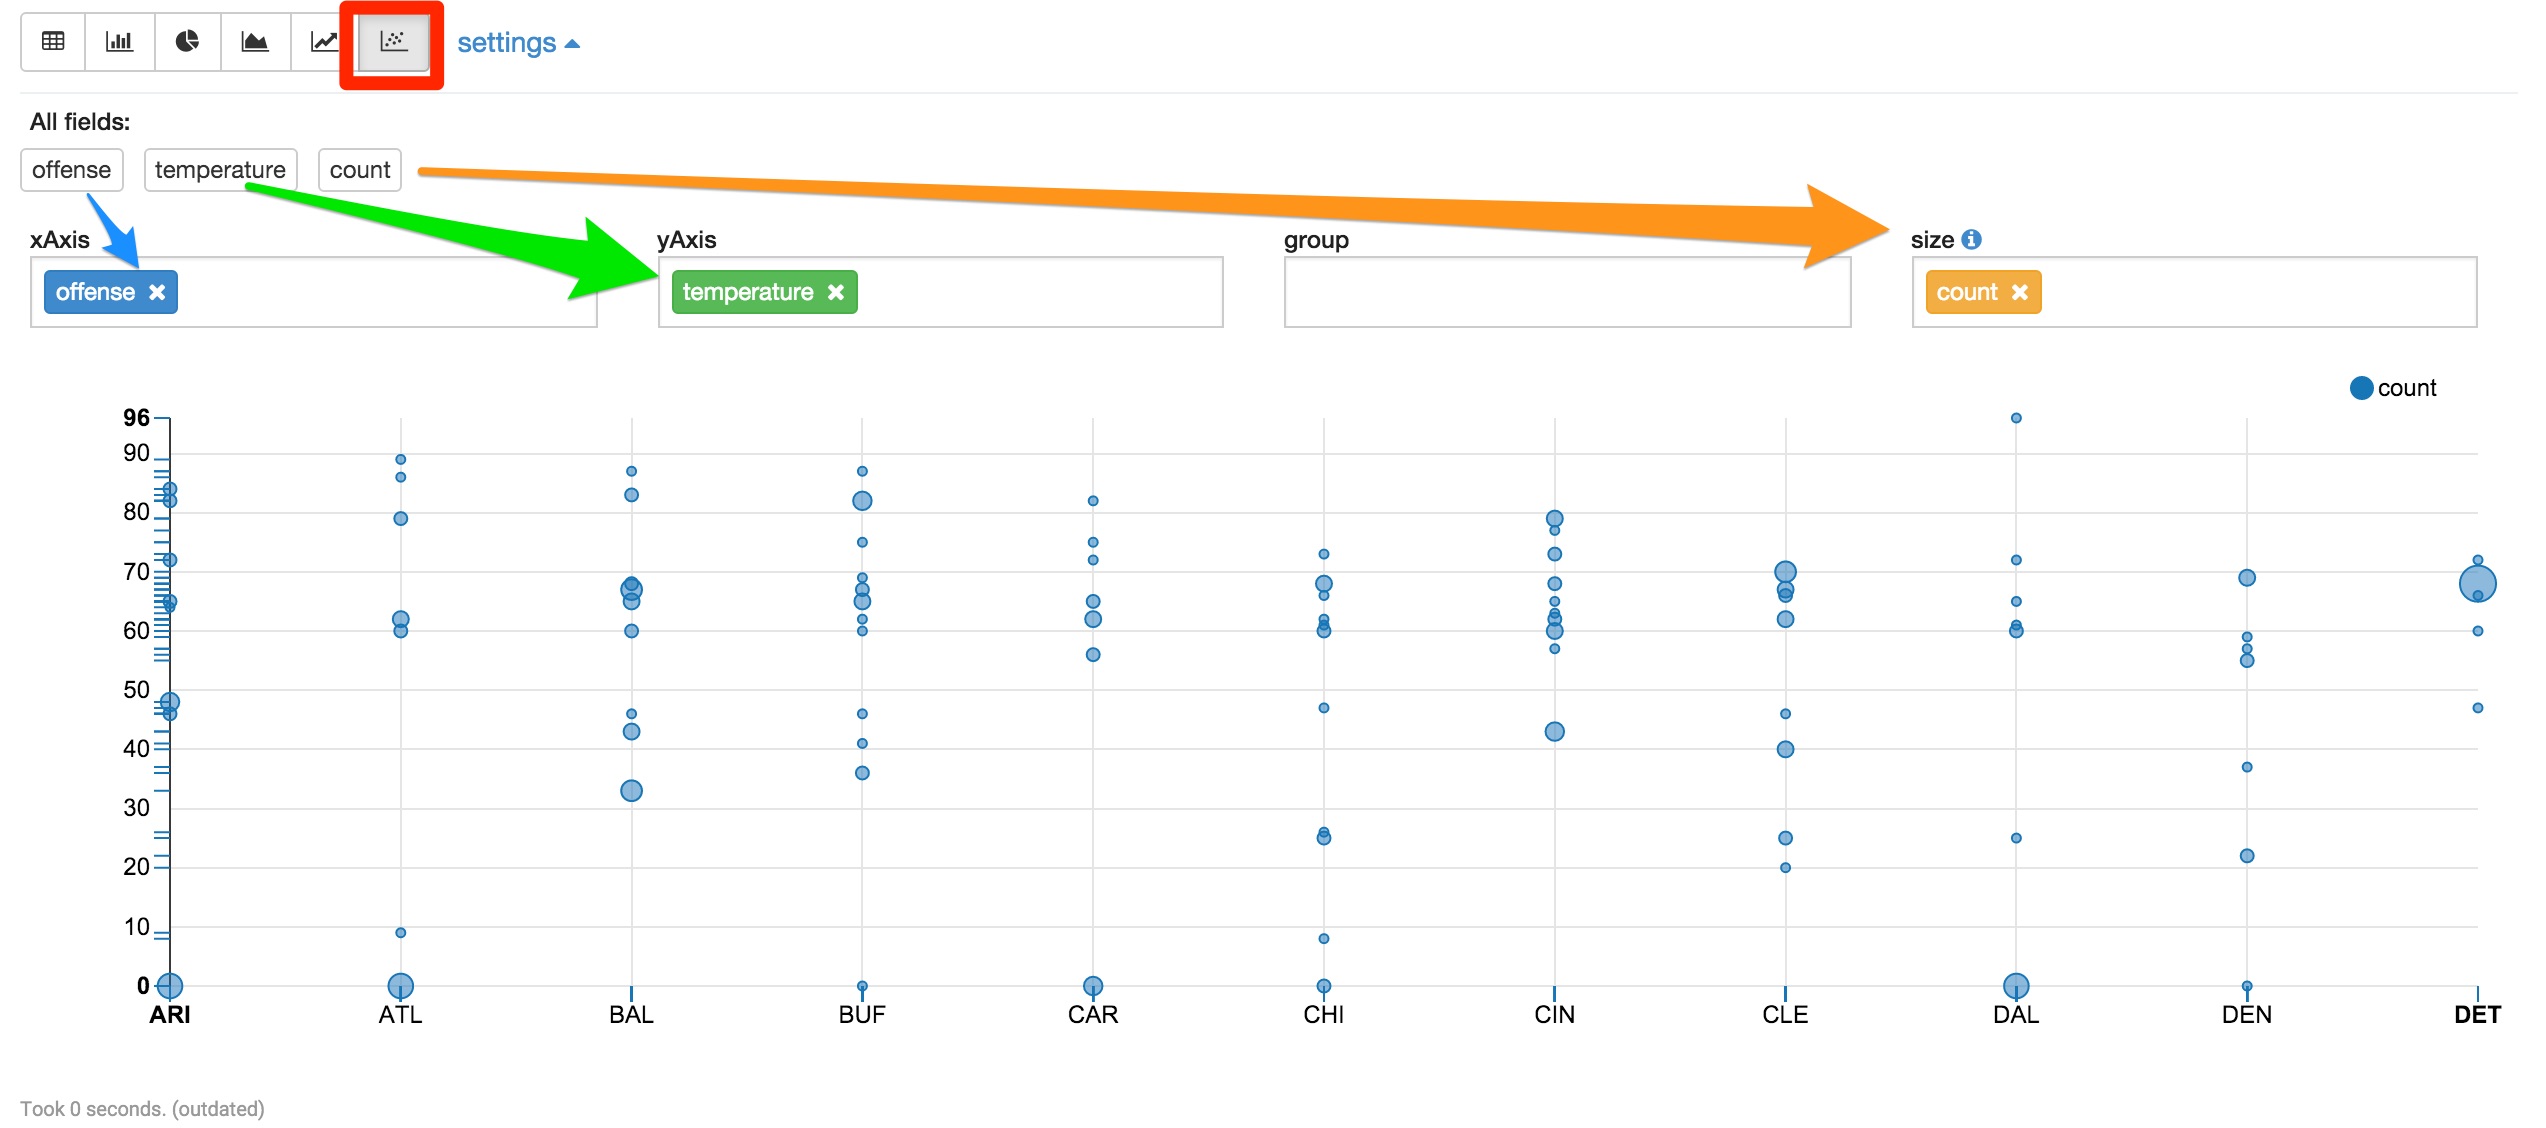 settings
All fields:
offense temperature count
xAxis yAxis group size
offense temperature count
count
96
90
80
70
60
50
40
30
20
10
0
ARI ATL BAL BUF CAR CHI CIN CLE DAL DEN DET
Took 0 seconds. (outdated)